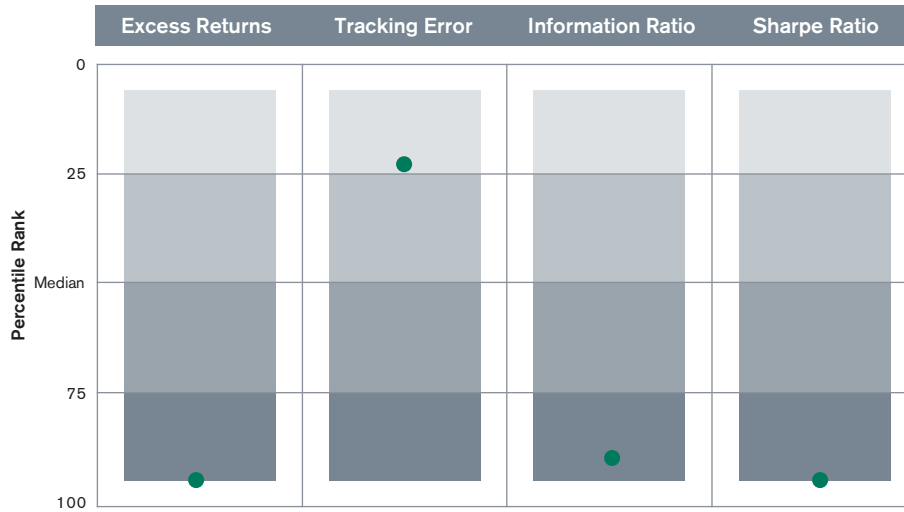 Excess Returns Tracking Error Information Ratio Sharpe Ratio
0
25
Median
75
100
Percentile Rank